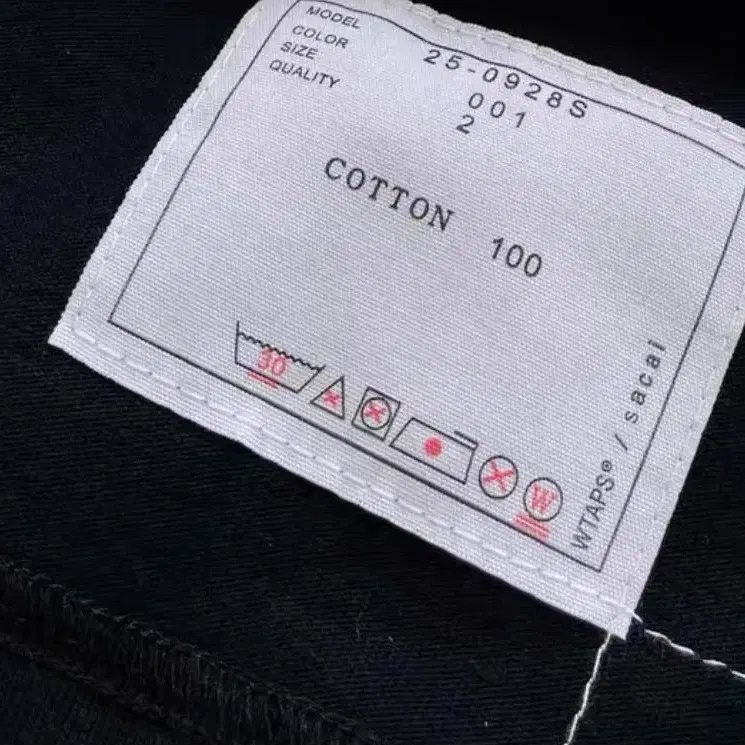 MODEL 25-0928S
COLOR 001
SIZE 2
QUALITY
COTTON 100
30
W
WTAPS® / sacai